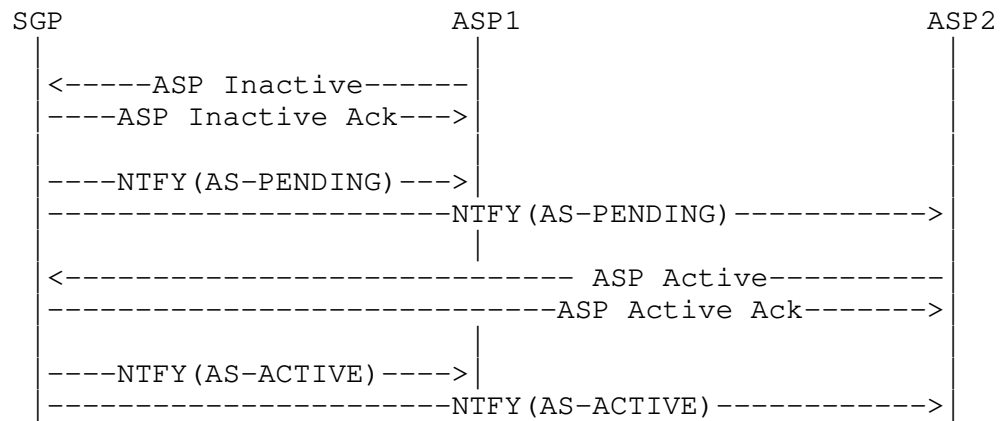 SGP ASP1 ASP2
<-----ASP Inactive------
----ASP Inactive Ack--->
----NTFY(AS-PENDING)--->
-----------------------NTFY(AS-PENDING)----------->
<----------------------------- ASP Active----------
-----------------------------ASP Active Ack------->
----NTFY(AS-ACTIVE)---->
-----------------------NTFY(AS-ACTIVE)------------>